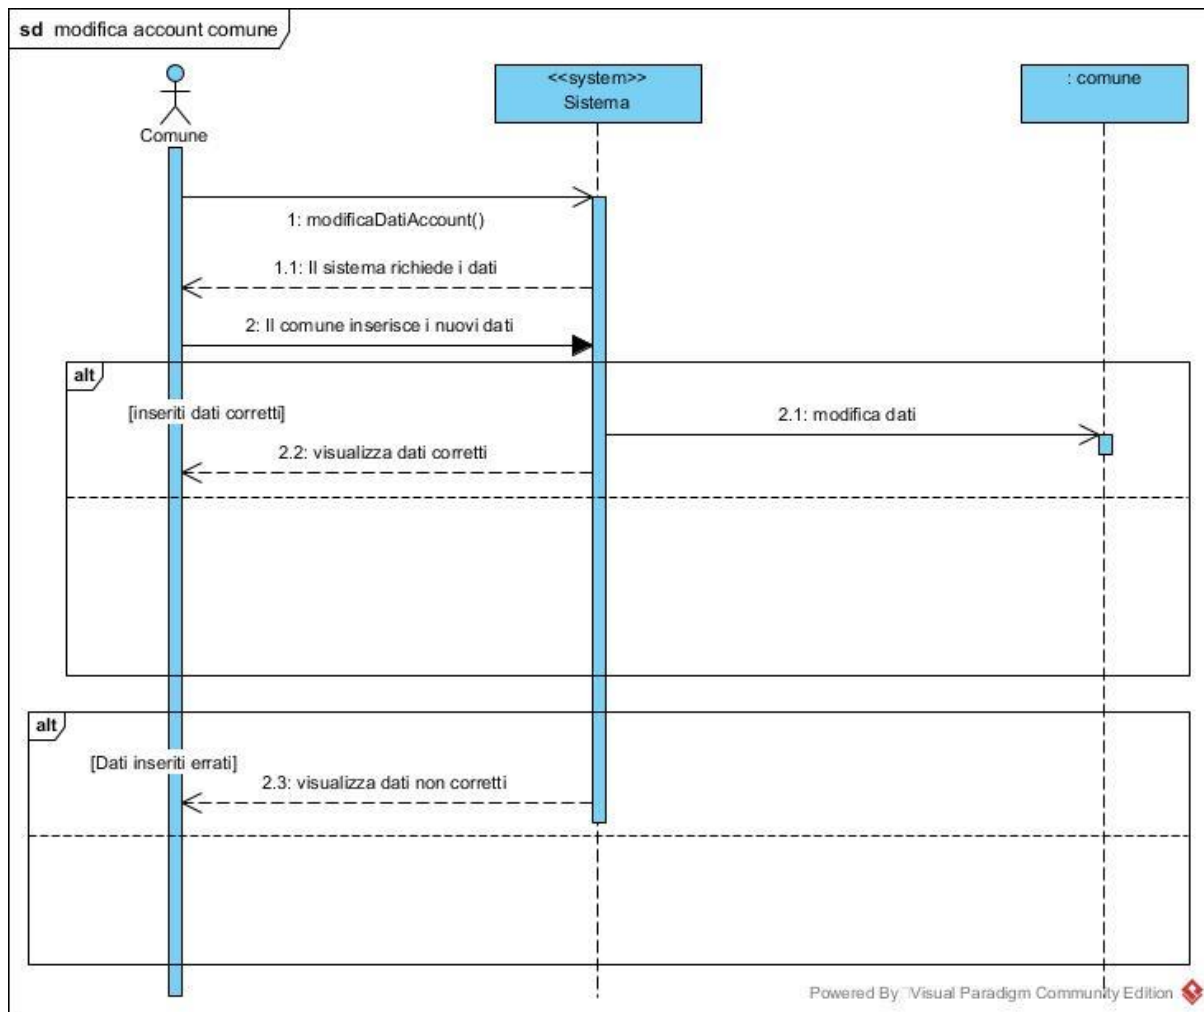 sd modifica account comune
Comune
<<system>>
Sistema
: comune
1: modificaDatiAccount()
1.1: Il sistema richiede i dati
2: Il comune inserisce i nuovi dati
alt
[inseriti dati corretti]
2.1: modifica dati
2.2: visualizza dati corretti
alt
[Dati inseriti errati]
2.3: visualizza dati non corretti
Powered By Visual Paradigm Community Edition